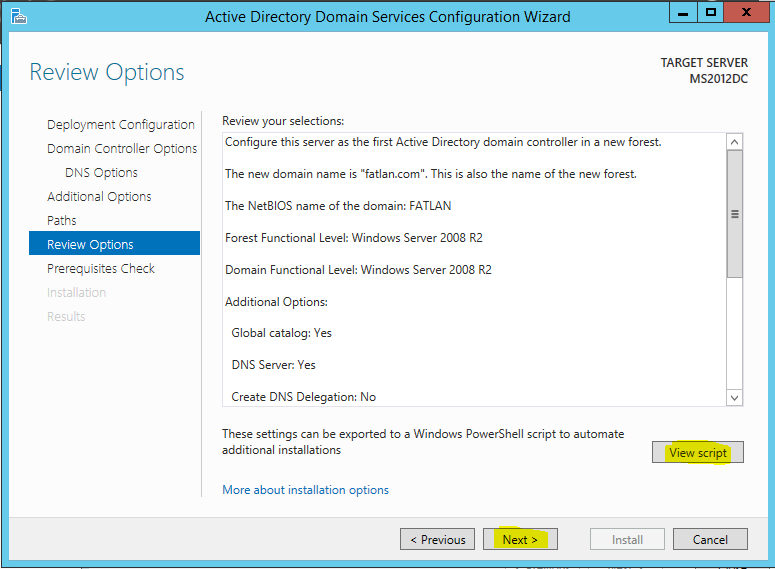 Active Directory Domain Services Configuration Wizard
Review Options
TARGET SERVER
MS2012DC
Deployment Configuration
Domain Controller Options
DNS Options
Additional Options
Paths
Review Options
Prerequisites Check
Installation
Results
Review your selections:
Configure this server as the first Active Directory domain controller in a new forest.
The new domain name is "fatlan.com". This is also the name of the new forest.
The NetBIOS name of the domain: FATLAN
Forest Functional Level: Windows Server 2008 R2
Domain Functional Level: Windows Server 2008 R2
Additional Options:
Global catalog: Yes
DNS Server: Yes
Create DNS Delegation: No
These settings can be exported to a Windows PowerShell script to automate
additional installations
View script
More about installation options
< Previous
Next >
Install
Cancel